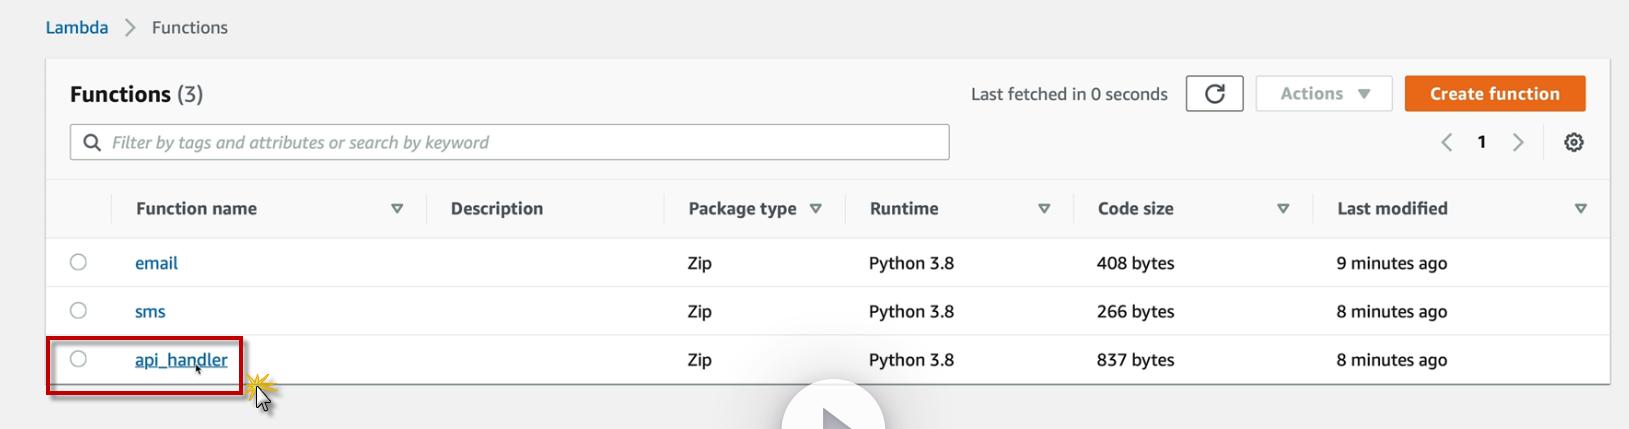 Lambda > Functions
Functions (3) Last fetched in 0 seconds Actions Create function
Filter by tags and attributes or search by keyword 1
Function name Description Package type Runtime Code size Last modified
email Zip Python 3.8 408 bytes 9 minutes ago
sms Zip Python 3.8 266 bytes 8 minutes ago
api_handler Zip Python 3.8 837 bytes 8 minutes ago